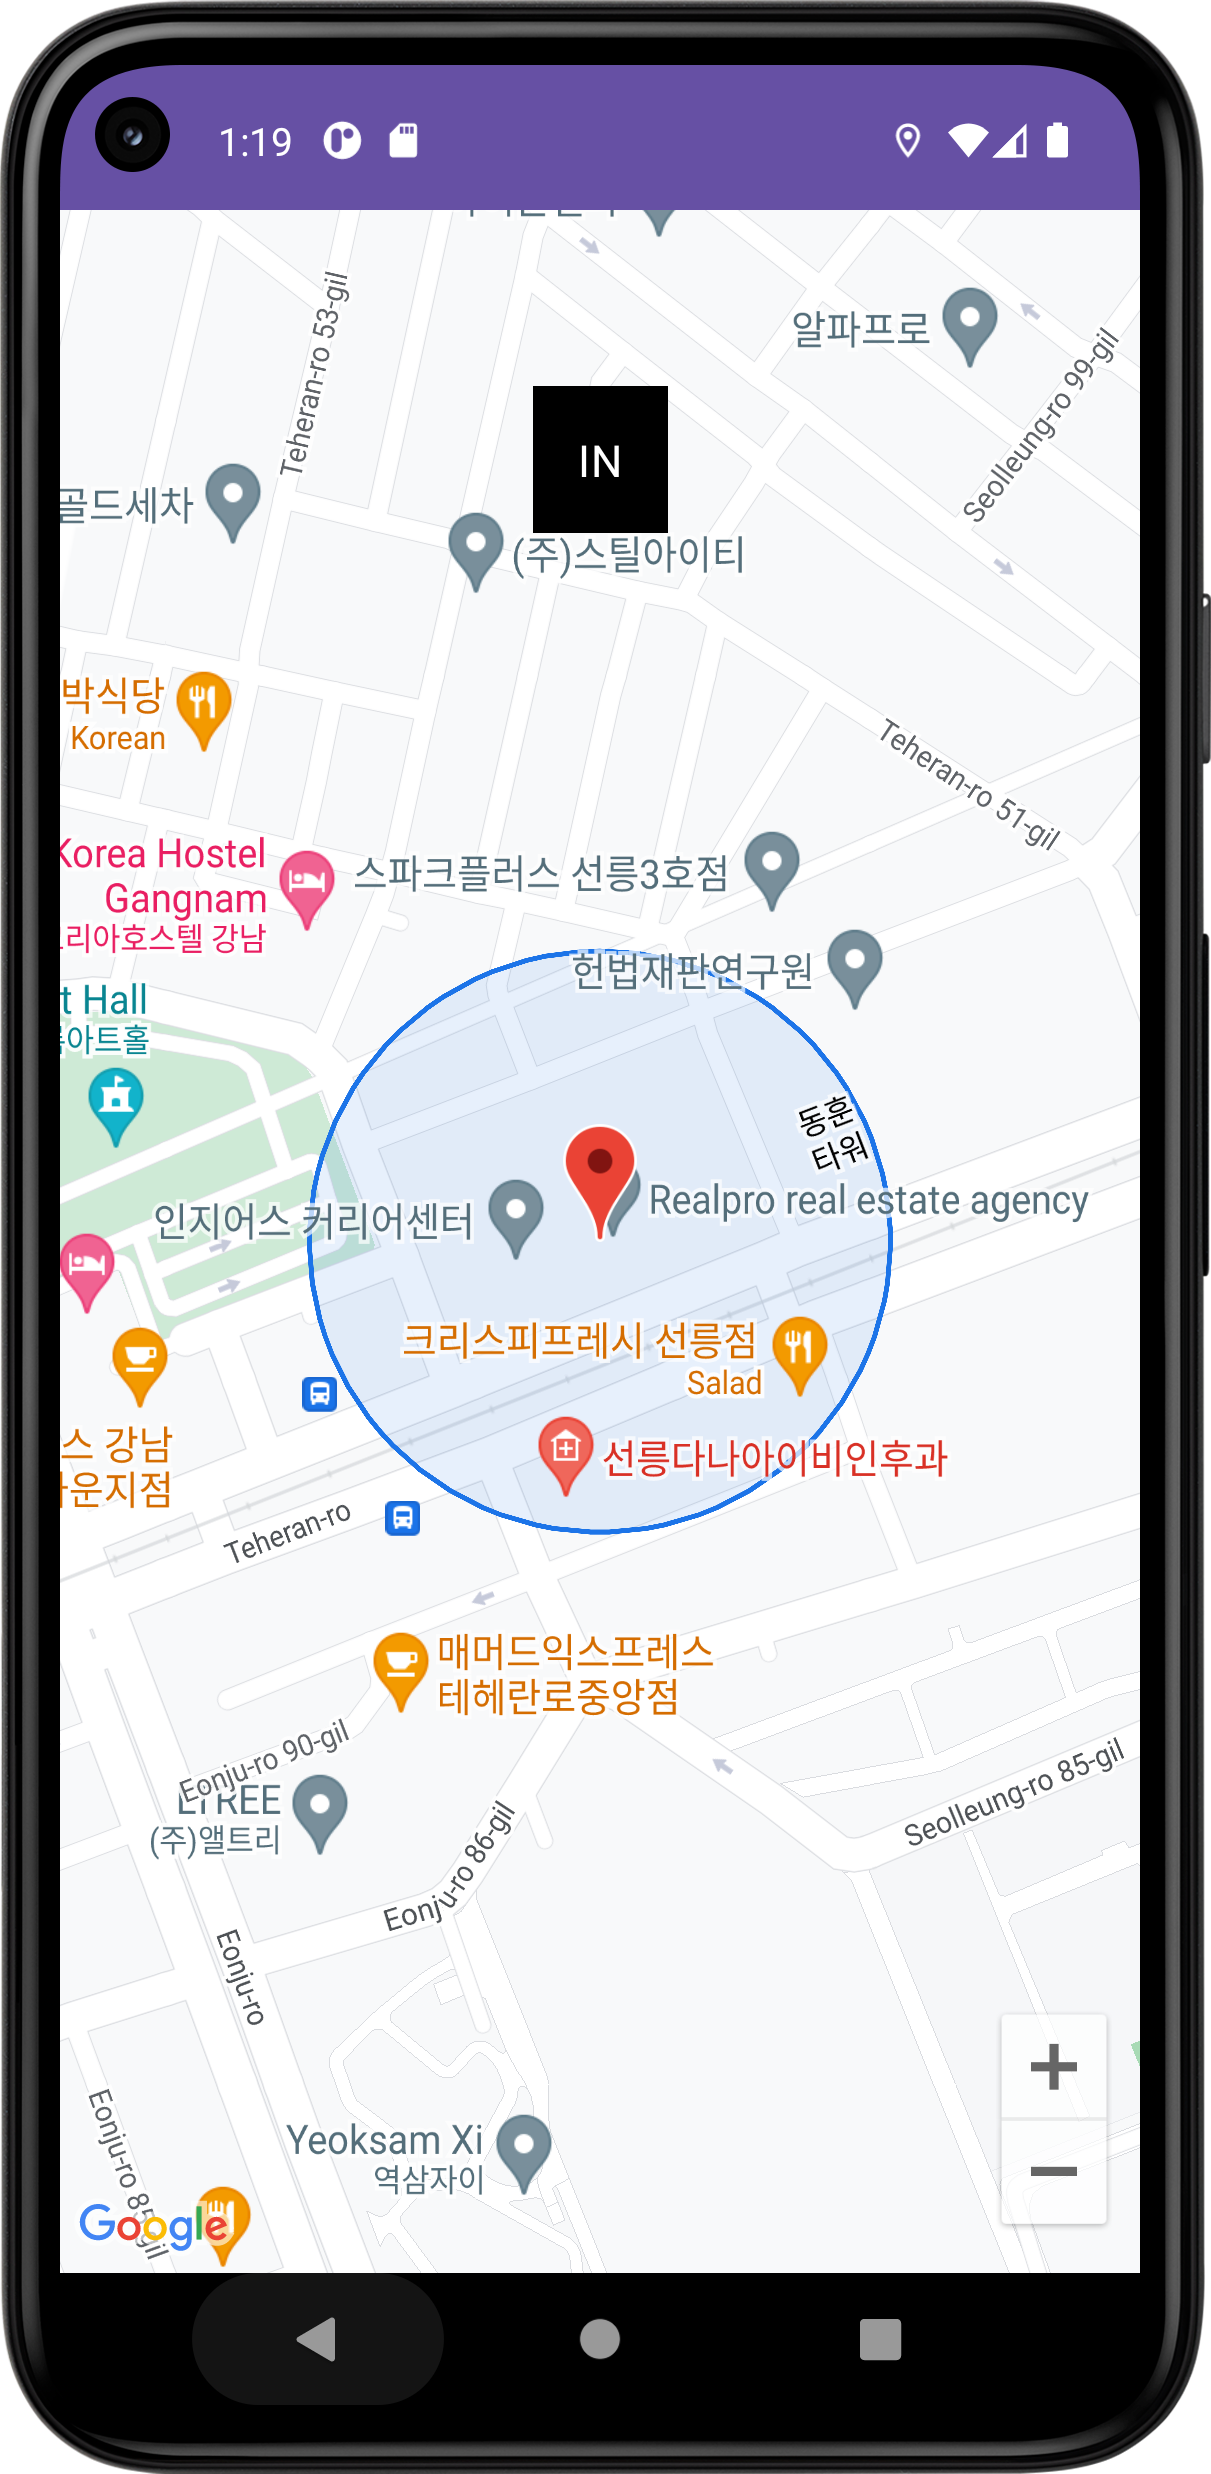 1:19
Teheran-ro 53-gil
알파프로
Seolleung-ro 99-gil
IN
골드세차
(주)스틸아이티
박식당
Korean
Teheran-ro 51-gil
Korea Hostel
Gangnam
리아호스텔 강남
스파크플러스 선릉3호점
헌법재판연구원
t Hall
아트홀
동훈
타워
인지어스 커리어센터
Realpro real estate agency
크리스피프레시 선릉점
Salad
스 강남
운지점
선릉다나아이비인후과
Teheran-ro
매머드익스프레스
테헤란로중앙점
Eonju-ro 90-gil
LTREE
(주)앨트리
Seolleung-ro 85-gil
Eonju-ro 86-gil
Eonju-ro
Eonju-ro 85-gil
Yeoksam Xi
역삼자이
Google